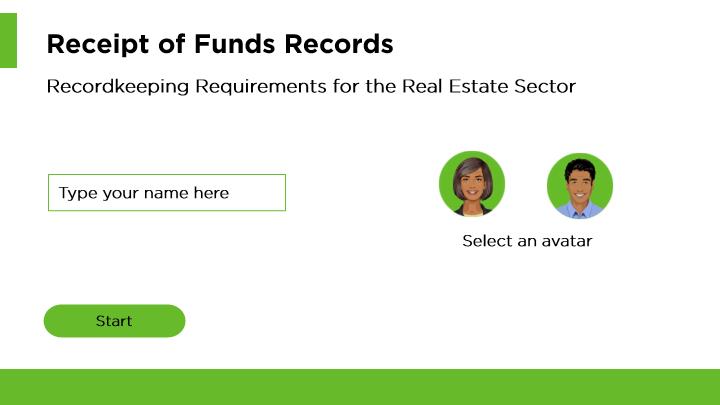 Receipt of Funds Records
Recordkeeping Requirements for the Real Estate Sector
Type your name here
Select an avatar
Start